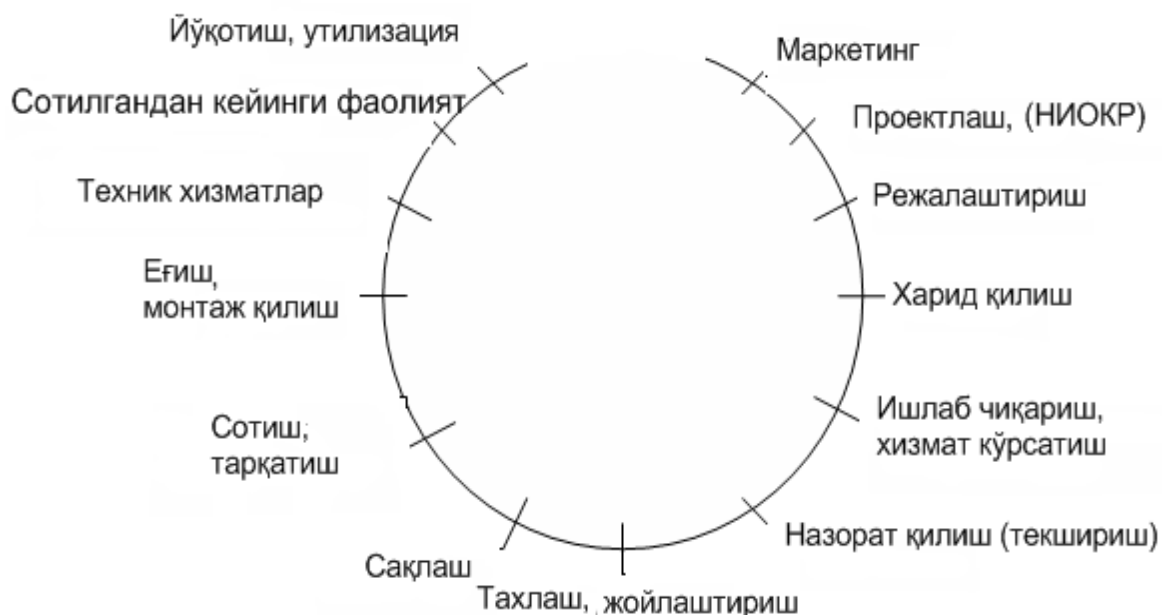 Йўқотиш, утилизация
Маркетинг
Сотилгандан кейинги фаолият
Проектлаш, (НИОКР)
Техник хизматлар
Режалаштириш
Еғиш,
монтаж қилиш
Харид қилиш
Ишлаб чиқариш,
хизмат кўрсатиш
Сотиш,
тарқатиш
Назорат қилиш (текшириш)
Сақлаш
Тахлаш, жойлаштириш